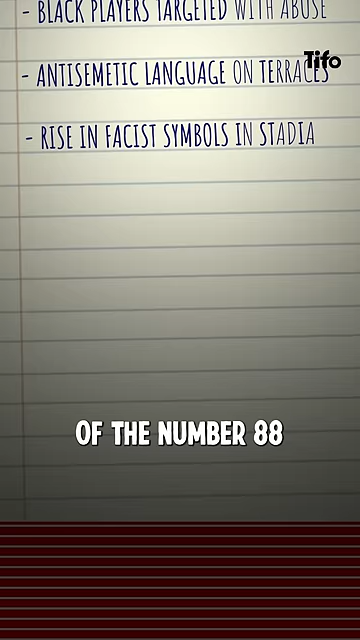 - BLACK PLAYERS TARGETED WITH ABUSE
Tifo
- ANTISEMETIC LANGUAGE ON TERRACES
- RISE IN FACIST SYMBOLS IN STADIA
OF THE NUMBER 88